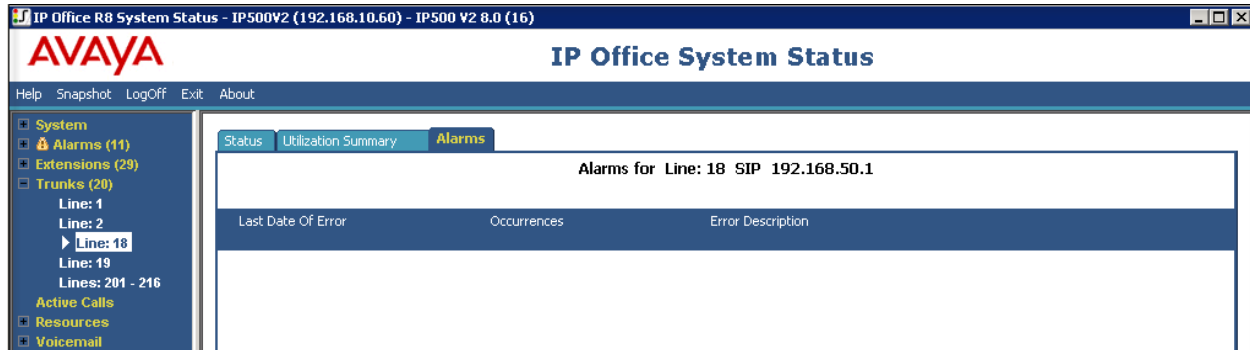 IP Office R8 System Status - IP500V2 (192.168.10.60) - IP500 V2 8.0 (16)
AVAYA
IP Office System Status
Help Snapshot LogOff Exit About
System
Alarms (11)
Extensions (29)
Trunks (20)
Line: 1
Line: 2
Line: 18
Line: 19
Lines: 201 - 216
Active Calls
Resources
Voicemail
Status Utilization Summary Alarms
Alarms for Line: 18 SIP 192.168.50.1
Last Date Of Error Occurrences Error Description